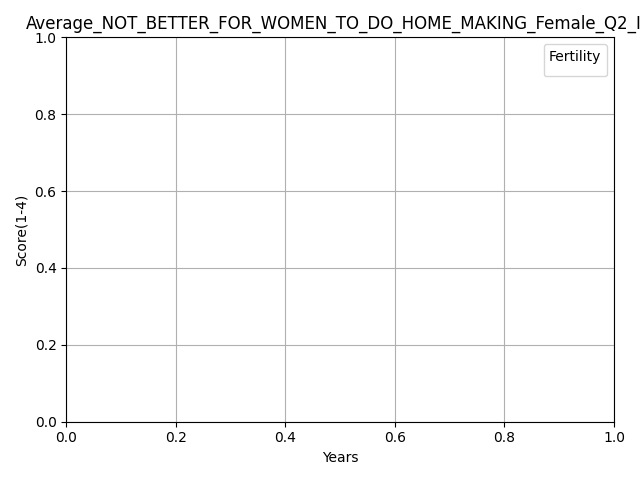 Average_NOT_BETTER_FOR_WOMEN_TO_DO_HOME_MAKING_Female_Q2_I
Fertility
1.0
0.8
0.6
0.4
0.2
0.0
Score(1-4)
0.0 0.2 0.4 0.6 0.8 1.0
Years